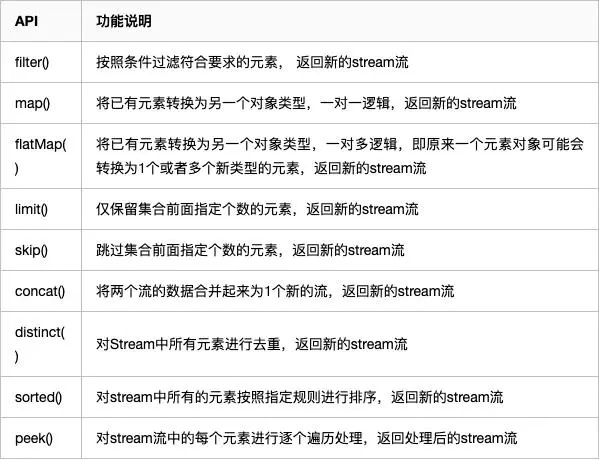 API 功能说明
filter() 按照条件过滤符合要求的元素， 返回新的stream流
map() 将已有元素转换为另一个对象类型，一对一逻辑，返回新的stream流
flatMap( 将已有元素转换为另一个对象类型，一对多逻辑，即原来一个元素对象可能会
) 转换为1个或者多个新类型的元素，返回新的stream流
limit() 仅保留集合前面指定个数的元素，返回新的stream流
skip() 跳过集合前面指定个数的元素，返回新的stream流
concat() 将两个流的数据合并起来为1个新的流，返回新的stream流
distinct(
) 对Stream中所有元素进行去重，返回新的stream流
sorted() 对stream中所有的元素按照指定规则进行排序，返回新的stream流
peek() 对stream流中的每个元素进行逐个遍历处理，返回处理后的stream流